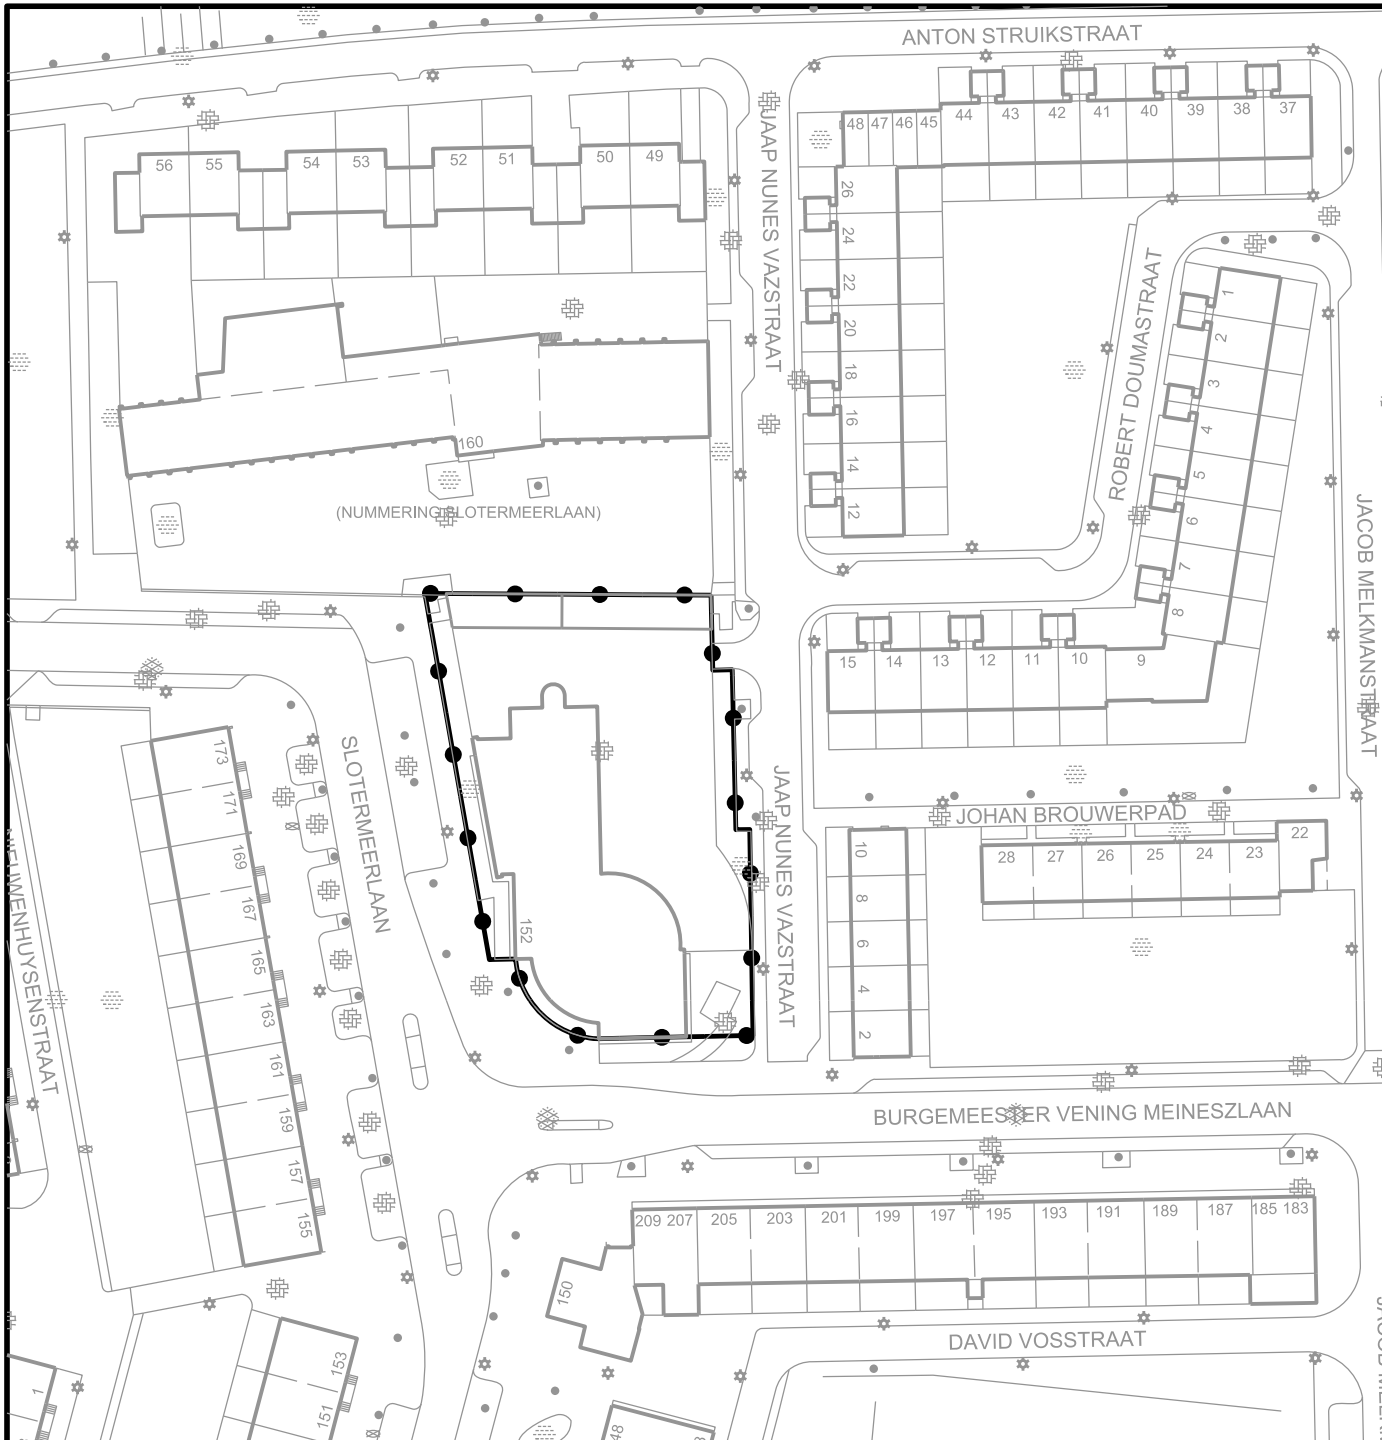 ANTON STRUIKSTRAAT
44 43 42 41 40 39 38 37
48 47 46 45
JAAP NUNES VAZSTRAAT
56 55 54 53 52 51 50 49
26
24
22
20
18
16
14
12
ROBERT DOUMASTRAAT
1
2
3
4
5
6
7
8
160
(NUMMERING SLOTERMEERLAAN)
JACOB MELKMANSTRAAT
15 14 13 12 11 10 9
173
171
169
167
165
163
161
159
157
155
SLOTERMEERLAAN
JAAP NUNES VAZSTRAAT
152
JOHAN BROUWERPAD
10
8
6
4
2
28 27 26 25 24 23 22
IEUWENHUYSENSTRAAT
BURGEMEESTER VENING MEINESZLAAN
209 207 205 203 201 199 197 195 193 191 189 187 185 183
150
DAVID VOSSTRAAT
153
151
1
48